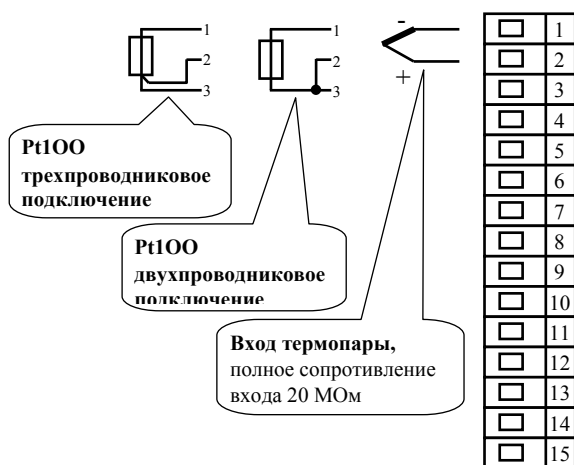 1
2
3
1
2
3
-
+
Pt1OO
трехпроводниковое
подключение
Pt1OO
двухпроводниковое
подключение
Вход термопары,
полное сопротивление
входа 20 МОм
1
2
3
4
5
6
7
8
9
10
11
12
13
14
15